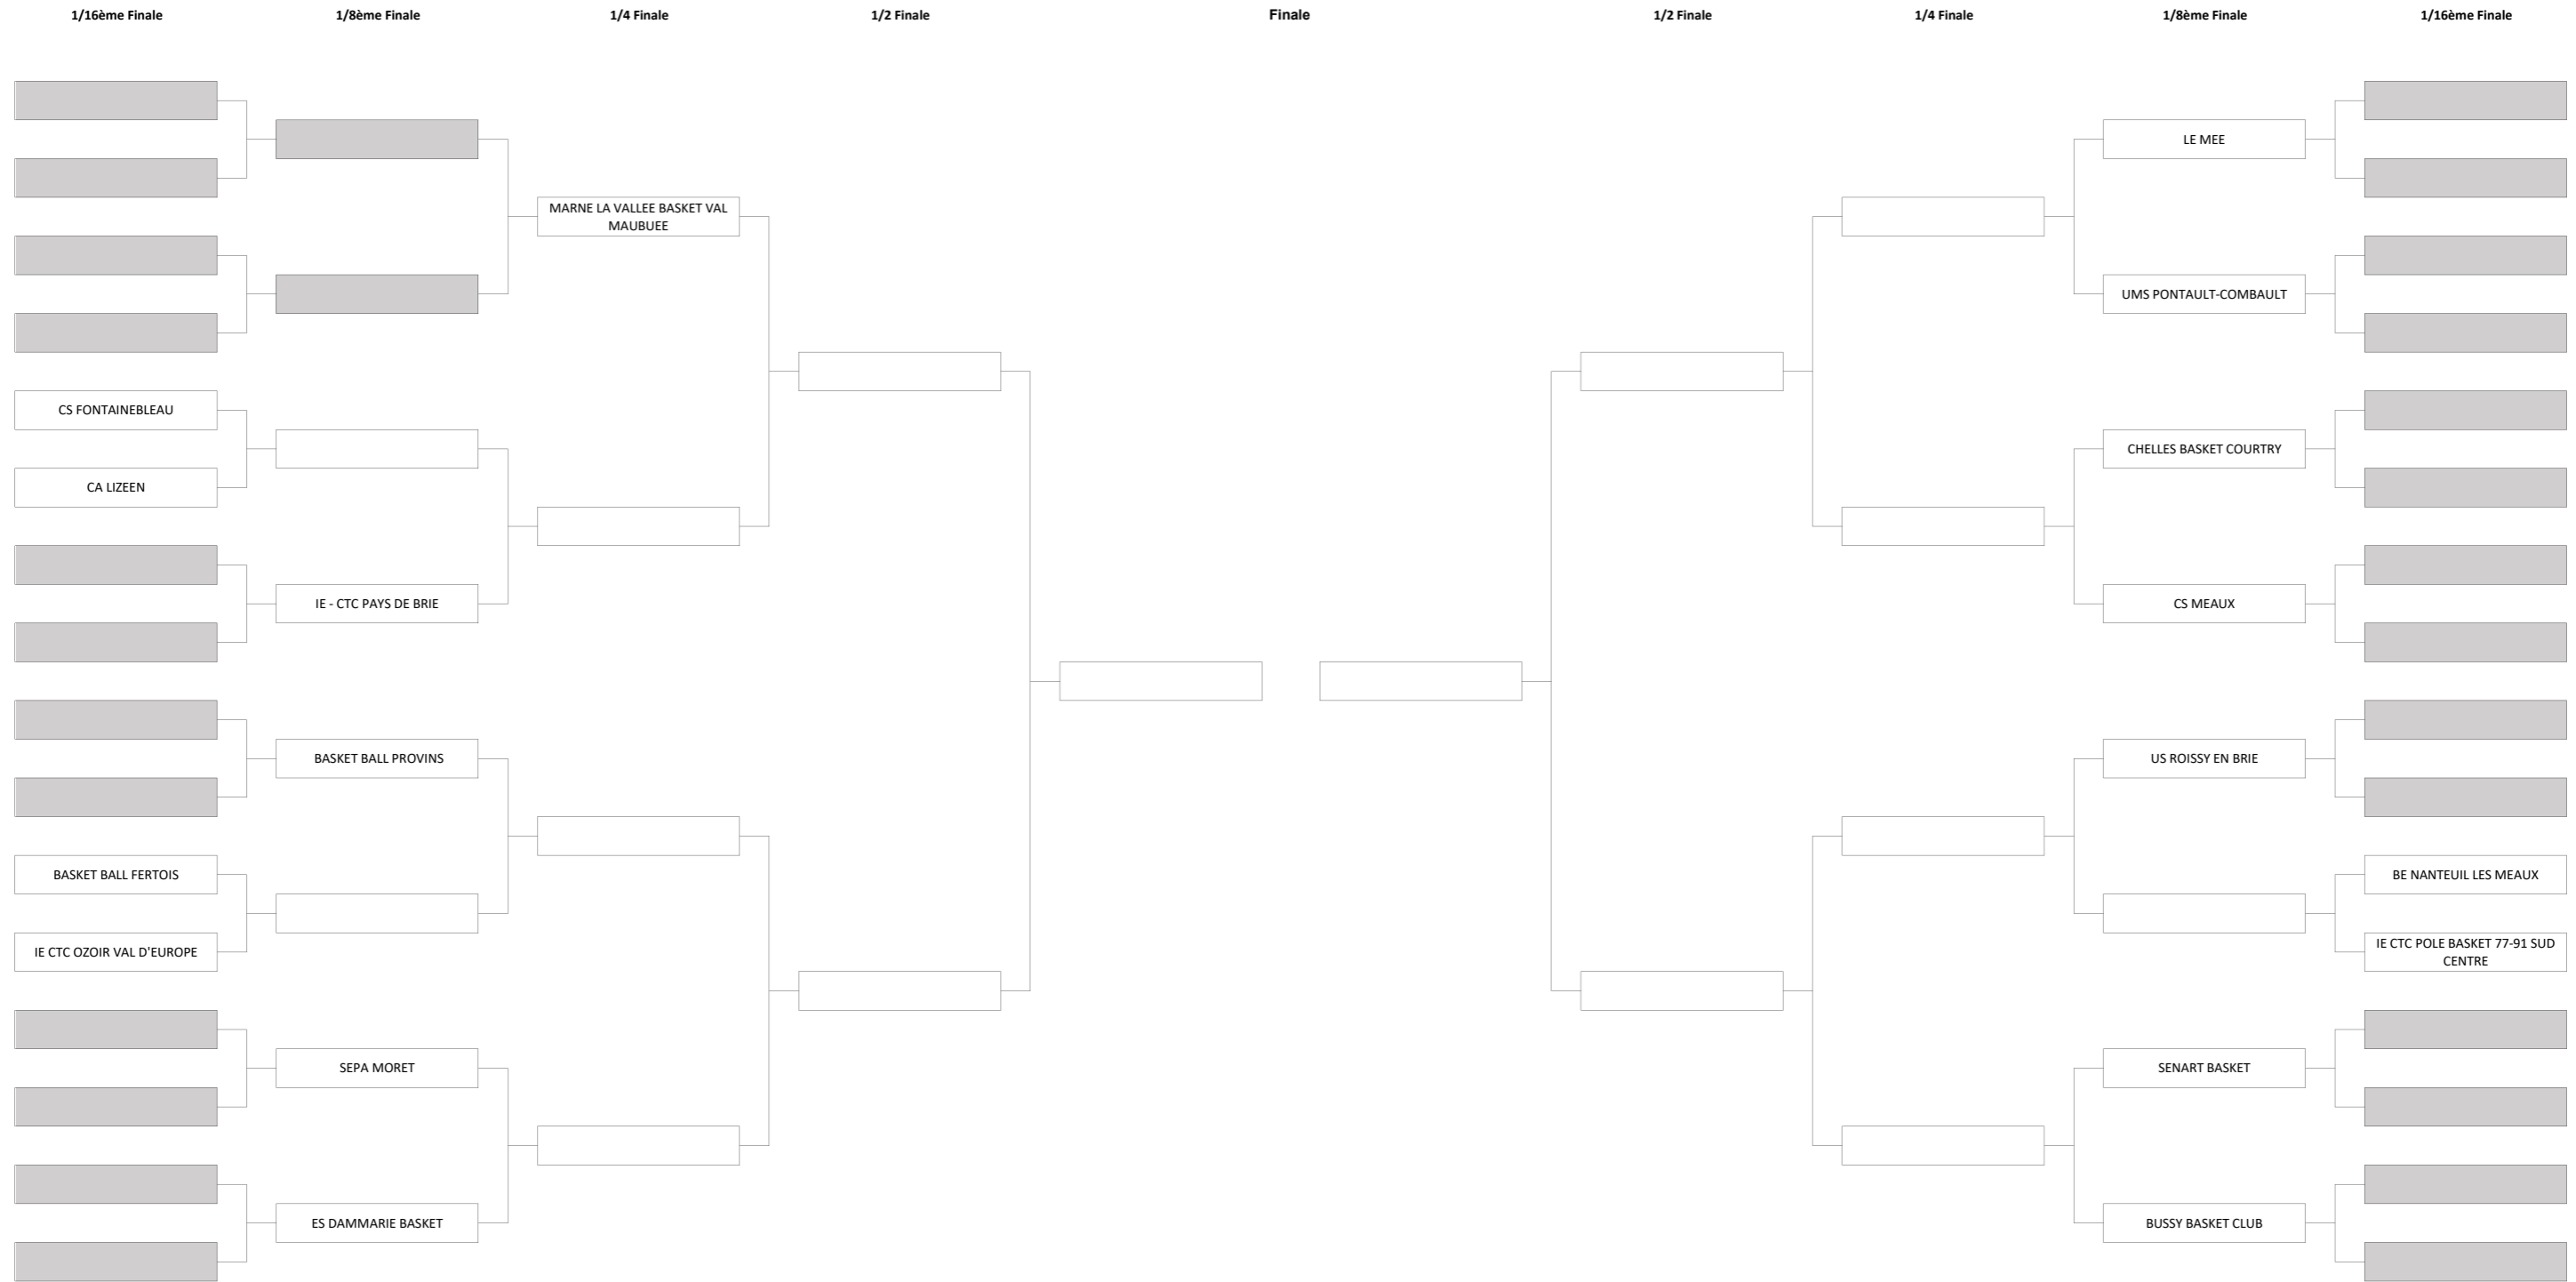 1/16ème Finale
1/8ème Finale
1/4 Finale
1/2 Finale
Finale
1/2 Finale
1/4 Finale
1/8ème Finale
1/16ème Finale
LE MEE
MARNE LA VALLEE BASKET VAL
MAUBUEE
UMS PONTAULT-COMBAULT
CS FONTAINEBLEAU
CHELLES BASKET COURTRY
CA LIZEEN
IE - CTC PAYS DE BRIE
CS MEAUX
BASKET BALL PROVINS
US ROISSY EN BRIE
BASKET BALL FERTOIS
BE NANTEUIL LES MEAUX
IE CTC OZOIR VAL D'EUROPE
IE CTC POLE BASKET 77-91 SUD
CENTRE
SEPA MORET
SENART BASKET
ES DAMMARIE BASKET
BUSSY BASKET CLUB